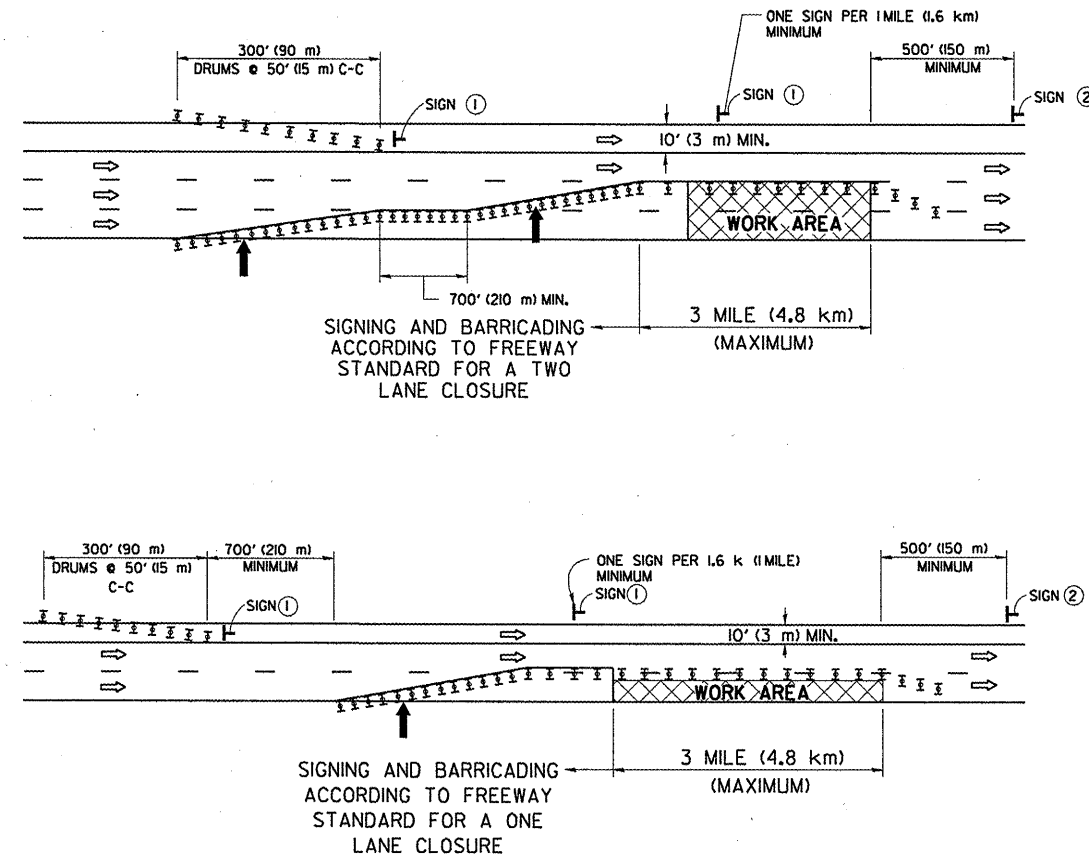 ONE SIGN PER 1 MILE (1.6 km)
MINIMUM
300' (90 m)
DRUMS @ 50' (15 m) C-C
500' (150 m)
MINIMUM
SIGN ①
SIGN ①
SIGN ②
10' (3 m) MIN.
WORK AREA
700' (210 m) MIN.
3 MILE (4.8 km)
(MAXIMUM)
SIGNING AND BARRICADING
ACCORDING TO FREEWAY
STANDARD FOR A TWO
LANE CLOSURE
300' (90 m)
DRUMS @ 50' (15 m)
C-C
700' (210 m)
MINIMUM
ONE SIGN PER 1.6 k (1 MILE)
MINIMUM
SIGN ①
500' (150 m)
MINIMUM
SIGN ①
SIGN ②
10' (3 m) MIN.
WORK AREA
3 MILE (4.8 km)
(MAXIMUM)
SIGNING AND BARRICADING
ACCORDING TO FREEWAY
STANDARD FOR A ONE
LANE CLOSURE